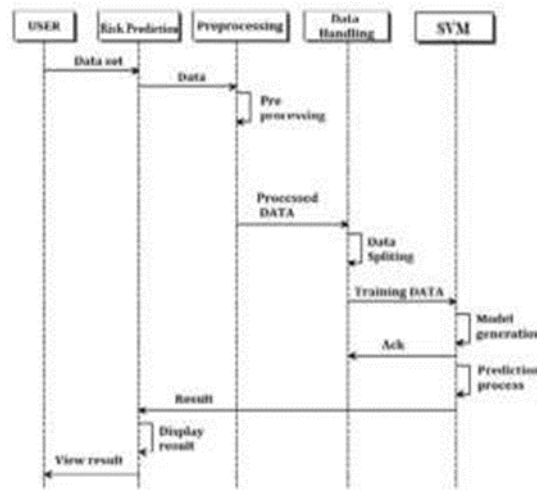 USER
Risk Prediction
Preprocessing
Data
Handling
SVM
Data set
Data
Pre
processing
Processed
DATA
Data
Spliting
Training DATA
Model
generation
Ack
Prediction
process
Result
Display
result
View result